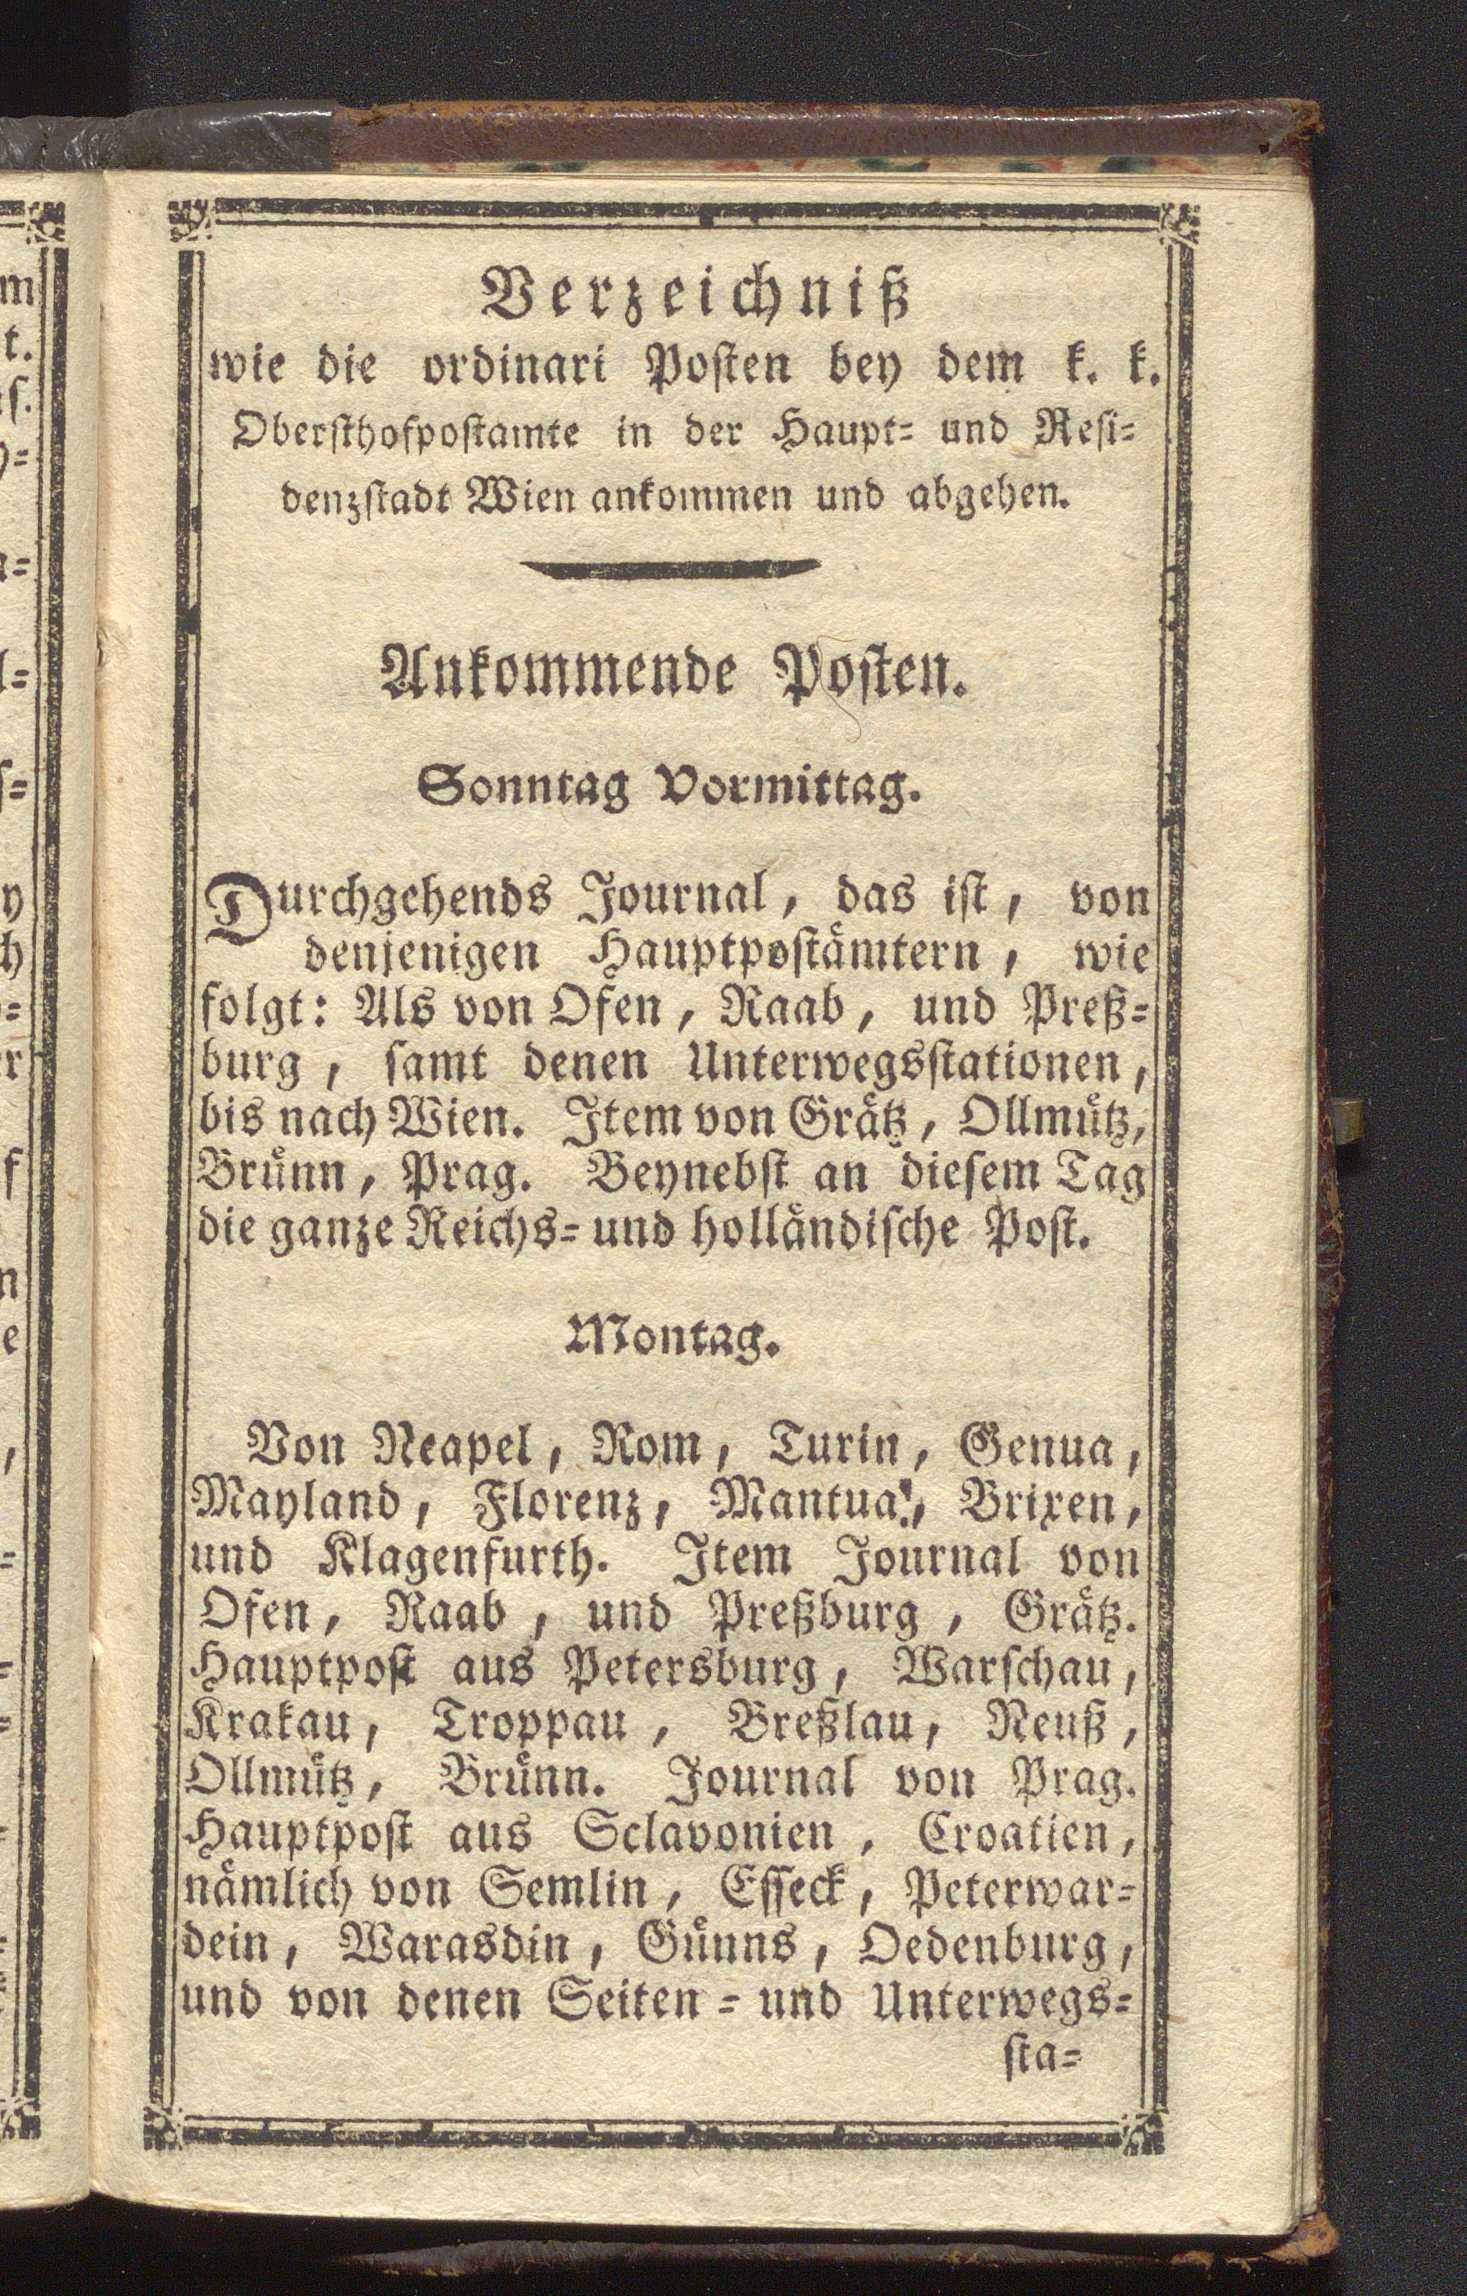 Verzeichniß
wie die ordinari Posten bey dem k. k.
Obersthofpostamte in der Haupt= und Resi=
denzstadt Wien ankommen und abgehen.
Ankommende Posten.
Sonntag Vormittag.
Durchgehends Journal, das ist, von
denjenigen Hauptpostämtern, wie
folgt: Als von Ofen, Raab, und Preß=
burg, samt denen Unterwegsstationen,
bis nach Wien. Item von Grätz, Ollmütz,
Brünn, Prag. Beynebst an diesem Tag
die ganze Reichs= und holländische Post.
Montag.
Von Neapel, Rom, Turin, Genua,
Mayland, Florenz, Mantua, Brixen,
und Klagenfurth. Item Journal von
Ofen, Raab, und Preßburg, Grätz.
Hauptpost aus Petersburg, Warschau,
Krakau, Troppau, Breßlau, Neuß,
Ollmütz, Brünn. Journal von Prag.
Hauptpost aus Sclavonien, Croatien,
nämlich von Semlin, Esseck, Peterwar=
dein, Warasdin, Günns, Oedenburg,
und von denen Seiten= und Unterwegs=
sta=